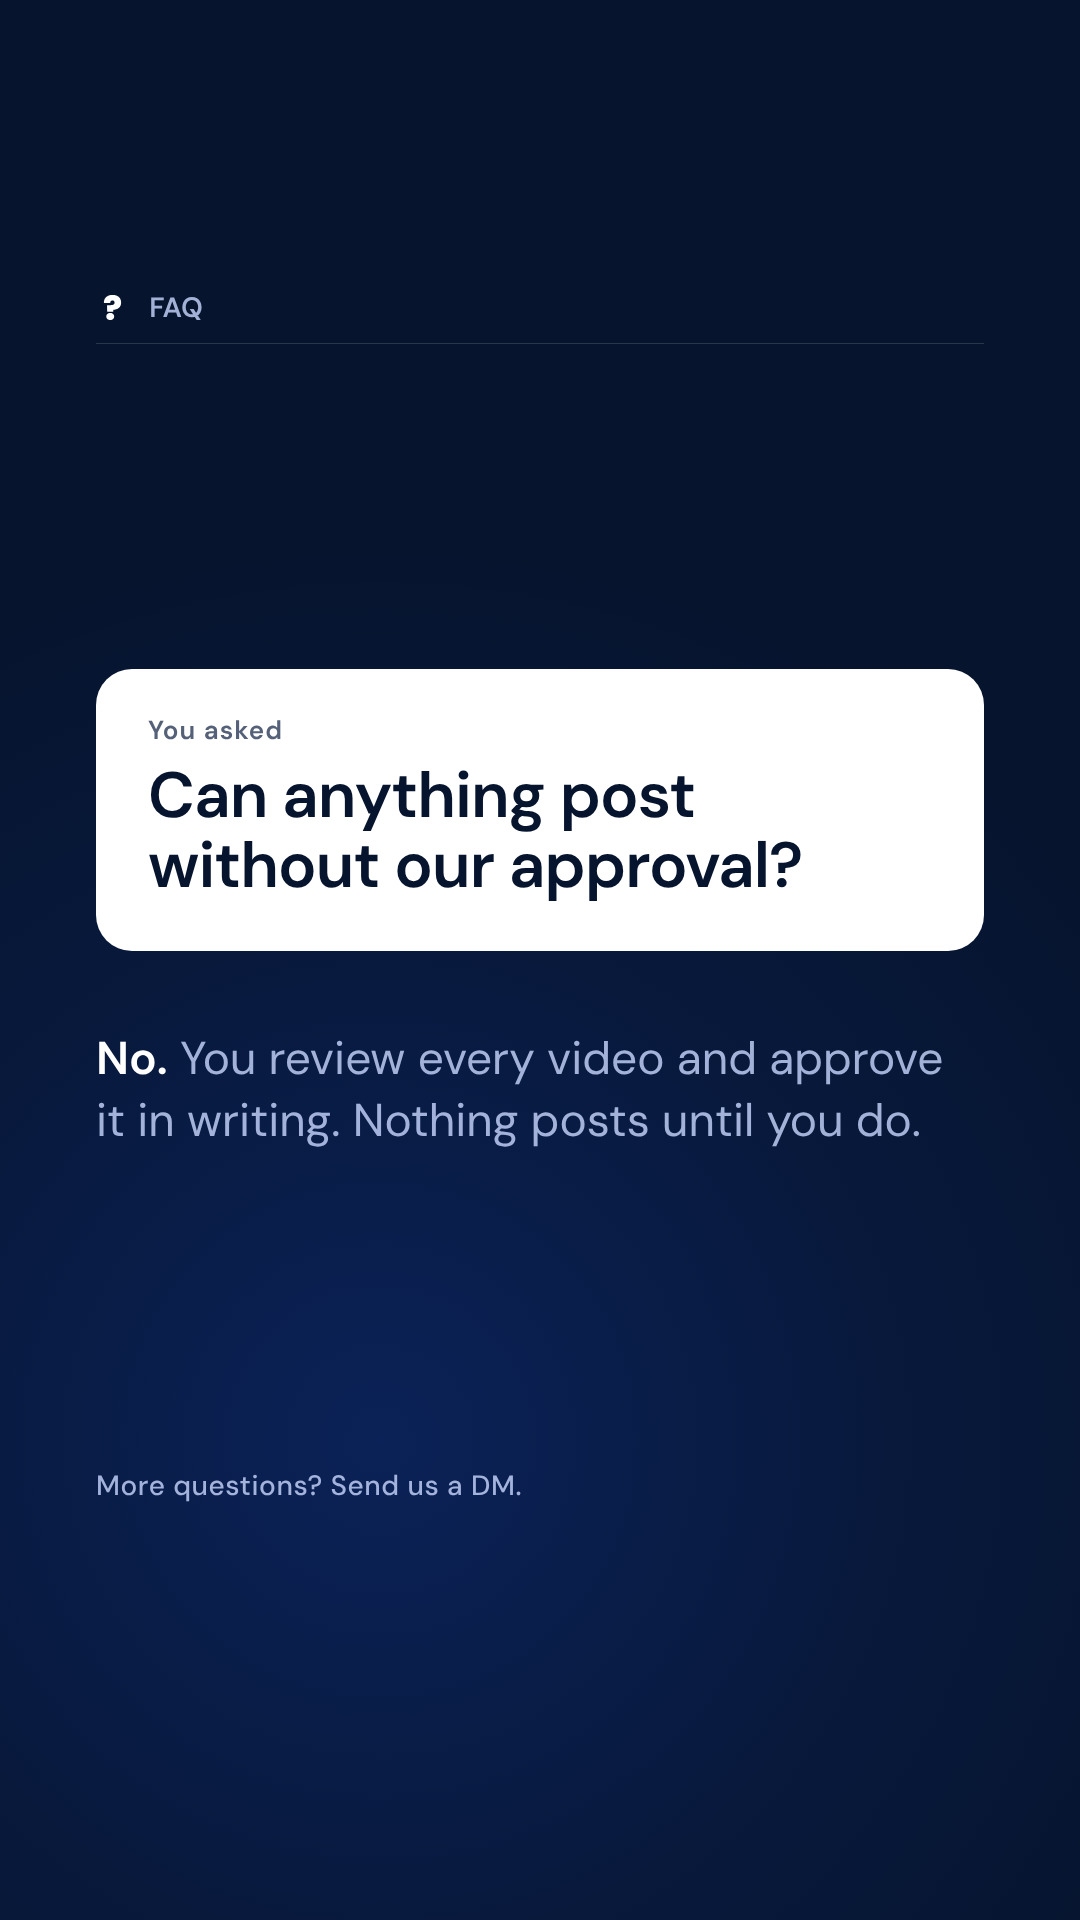 ? FAQ
You asked
Can anything post
without our approval?
No. You review every video and approve
it in writing. Nothing posts until you do.
More questions? Send us a DM.